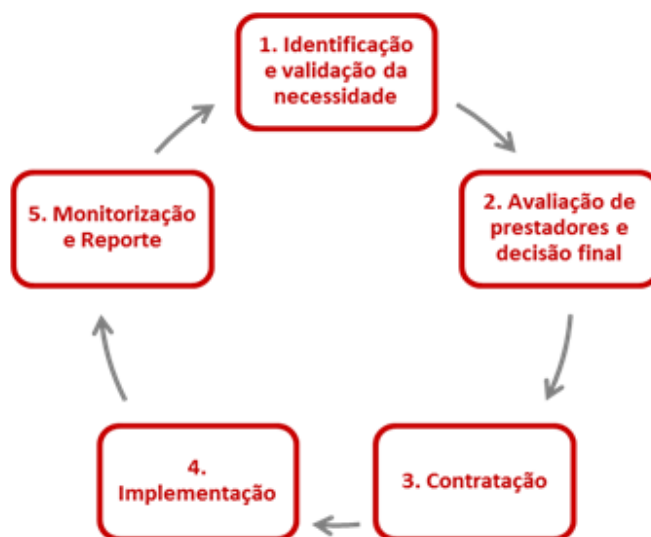 1. Identificação
e validação da
necessidade
2. Avaliação de
prestadores e
decisão final
3. Contratação
4.
Implementação
5. Monitorização
e Reporte